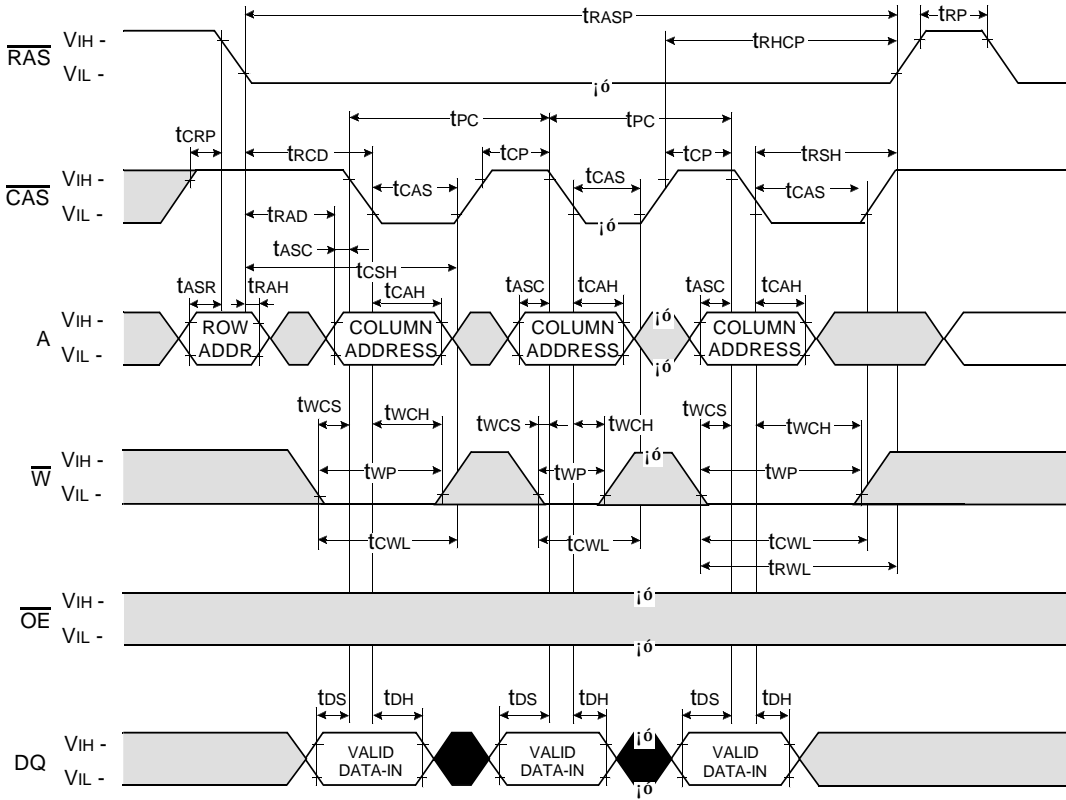 tRASP
tRP
tRHCP
RAS
VIH -
VIL -
¡ó
tPC
tPC
tCRP
tRCD
tCP
tCP
tRSH
CAS
VIH -
VIL -
tCAS
tCAS
tCAS
¡ó
tRAD
tASC
tCSH
tASR
tRAH
tCAH
tASC
tCAH
tASC
tCAH
A
VIH -
VIL -
ROW
ADDR
COLUMN
ADDRESS
COLUMN
ADDRESS
¡ó
¡ó
COLUMN
ADDRESS
tWCS
tWCH
tWCS
tWCH
tWCS
tWCH
W
VIH -
VIL -
tWP
tWP
¡ó
tWP
tCWL
tCWL
tCWL
tRWL
OE
VIH -
VIL -
¡ó
¡ó
tDS
tDH
tDS
tDH
tDS
tDH
DQ
VIH -
VIL -
VALID
DATA-IN
VALID
DATA-IN
¡ó
¡ó
VALID
DATA-IN